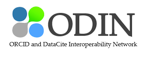 ODIN
ORCID and DataCite Interoperability Network